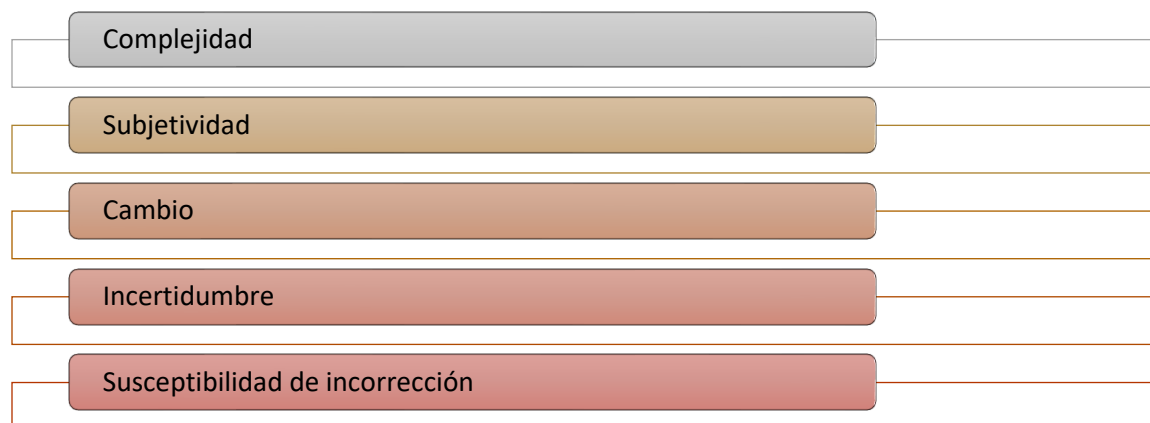 Complejidad
Subjetividad
Cambio
Incertidumbre
Susceptibilidad de incorrección